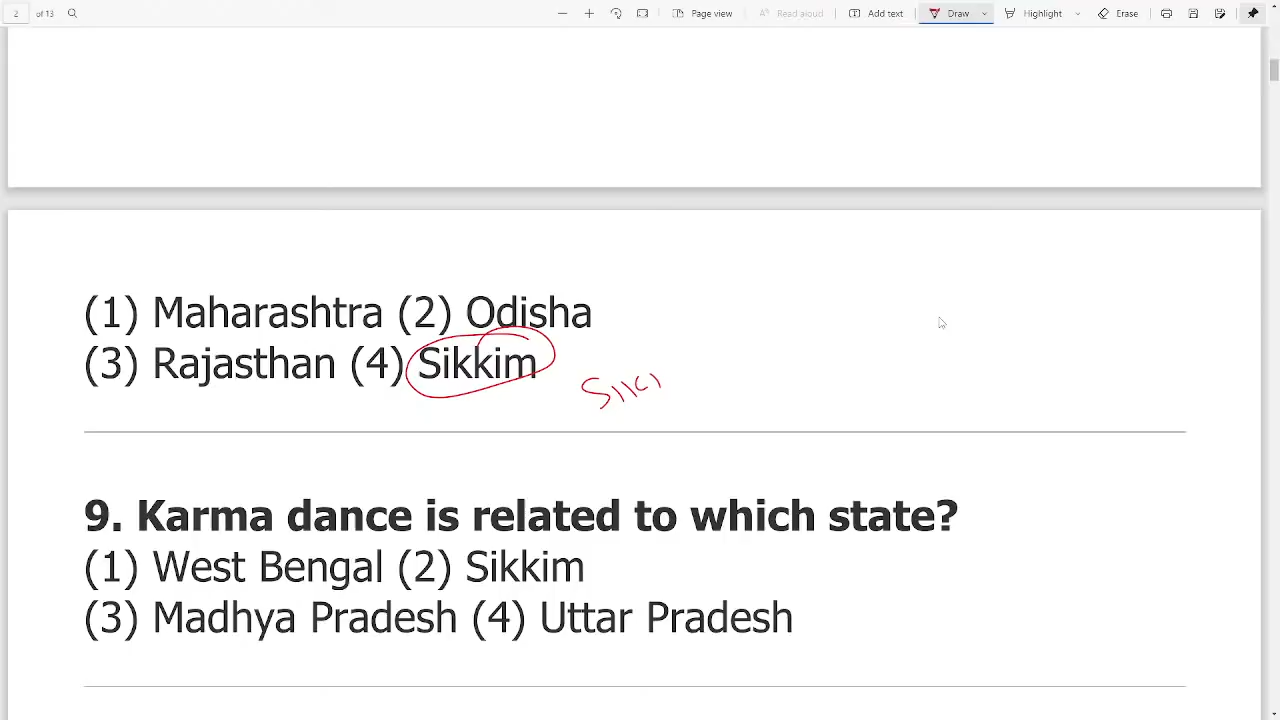 2 of 13 Page view Read aloud Add text Draw Highlight Erase
(1) Maharashtra (2) Odisha
(3) Rajasthan (4) Sikkim
9. Karma dance is related to which state?
(1) West Bengal (2) Sikkim
(3) Madhya Pradesh (4) Uttar Pradesh